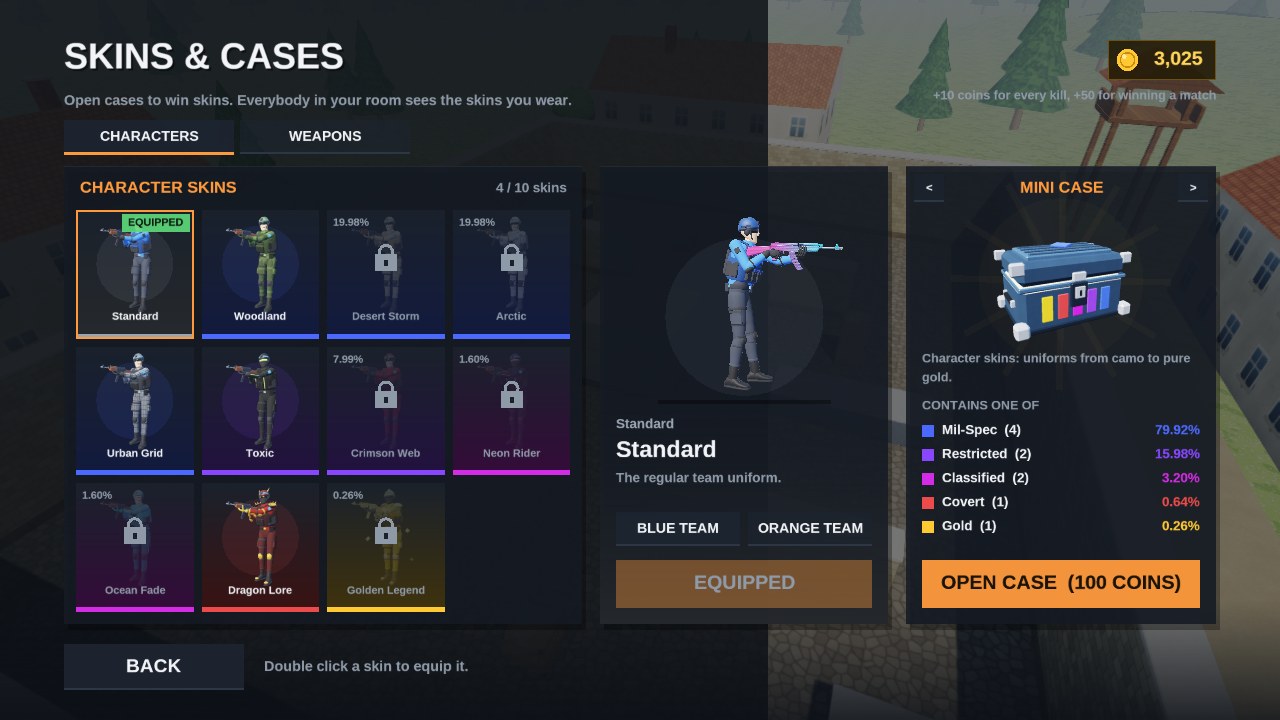 SKINS & CASES
3,025
Open cases to win skins. Everybody in your room sees the skins you wear.
+10 coins for every kill, +50 for winning a match
CHARACTERS
WEAPONS
CHARACTER SKINS
4 / 10 skins
EQUIPPED
Standard
Woodland
19.98%
Desert Storm
19.98%
Arctic
Urban Grid
Toxic
7.99%
Crimson Web
1.60%
Neon Rider
1.60%
Ocean Fade
Dragon Lore
0.26%
Golden Legend
Standard
Standard
The regular team uniform.
BLUE TEAM
ORANGE TEAM
EQUIPPED
<
MINI CASE
>
Character skins: uniforms from camo to pure
gold.
CONTAINS ONE OF
Mil-Spec (4) 79.92%
Restricted (2) 15.98%
Classified (2) 3.20%
Covert (1) 0.64%
Gold (1) 0.26%
OPEN CASE (100 COINS)
BACK
Double click a skin to equip it.